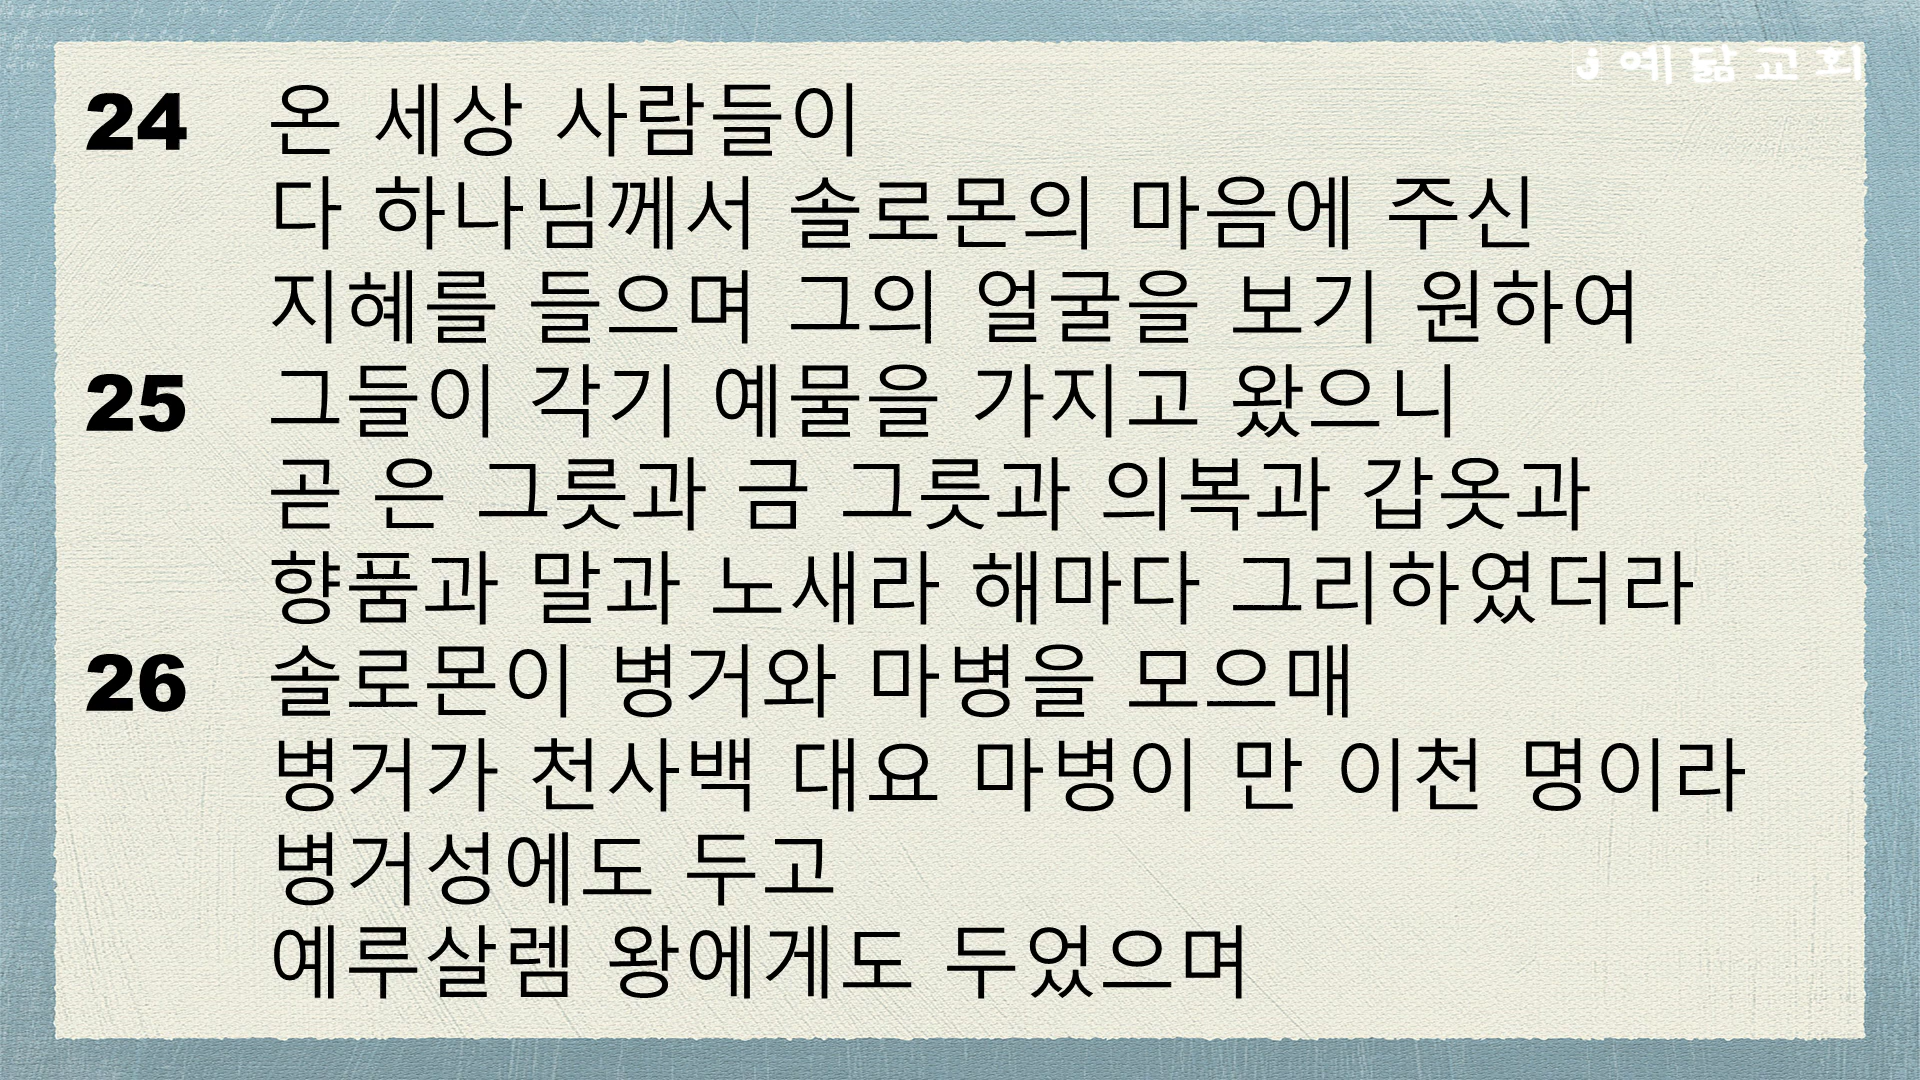 j 예닮교회
24 온 세상 사람들이
다 하나님께서 솔로몬의 마음에 주신
지혜를 들으며 그의 얼굴을 보기 원하여
25 그들이 각기 예물을 가지고 왔으니
곧 은 그릇과 금 그릇과 의복과 갑옷과
향품과 말과 노새라 해마다 그리하였더라
26 솔로몬이 병거와 마병을 모으매
병거가 천사백 대요 마병이 만 이천 명이라
병거성에도 두고
예루살렘 왕에게도 두었으며